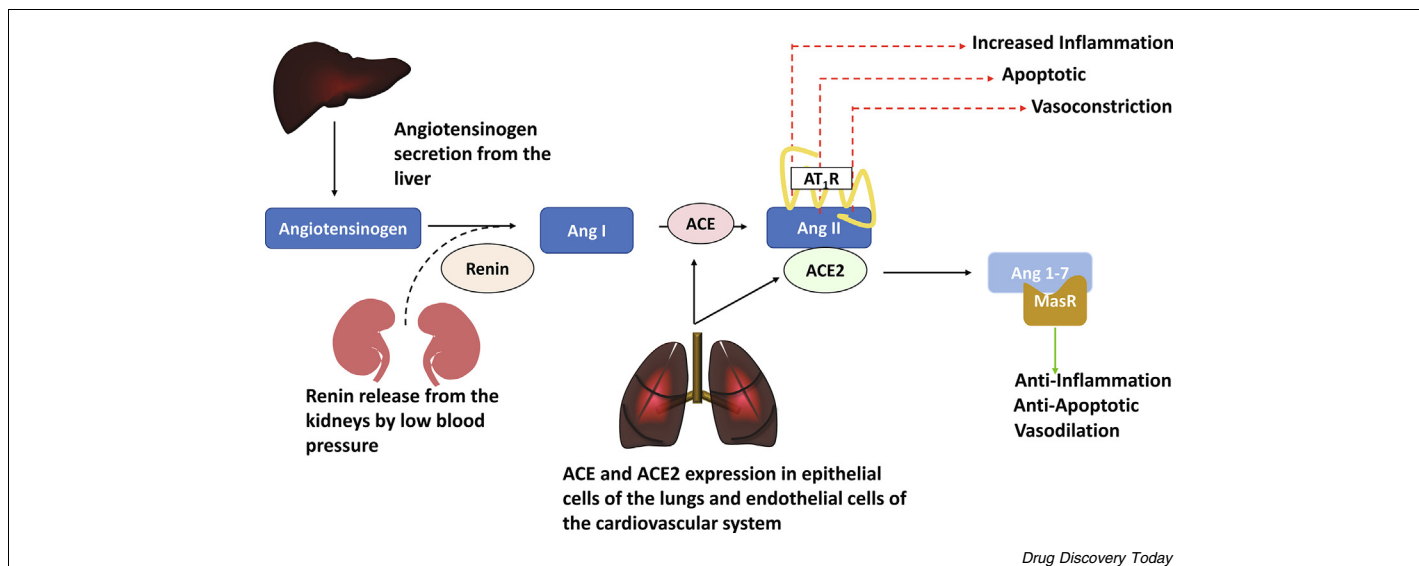 Increased Inflammation
Apoptotic
Vasoconstriction
Angiotensinogen
secretion from the
liver
AT1R
Angiotensinogen
Ang I
ACE
Ang II
Renin
ACE2
Ang 1-7
MasR
Renin release from the
kidneys by low blood
pressure
Anti-Inflammation
Anti-Apoptotic
Vasodilation
ACE and ACE2 expression in epithelial
cells of the lungs and endothelial cells of
the cardiovascular system
Drug Discovery Today